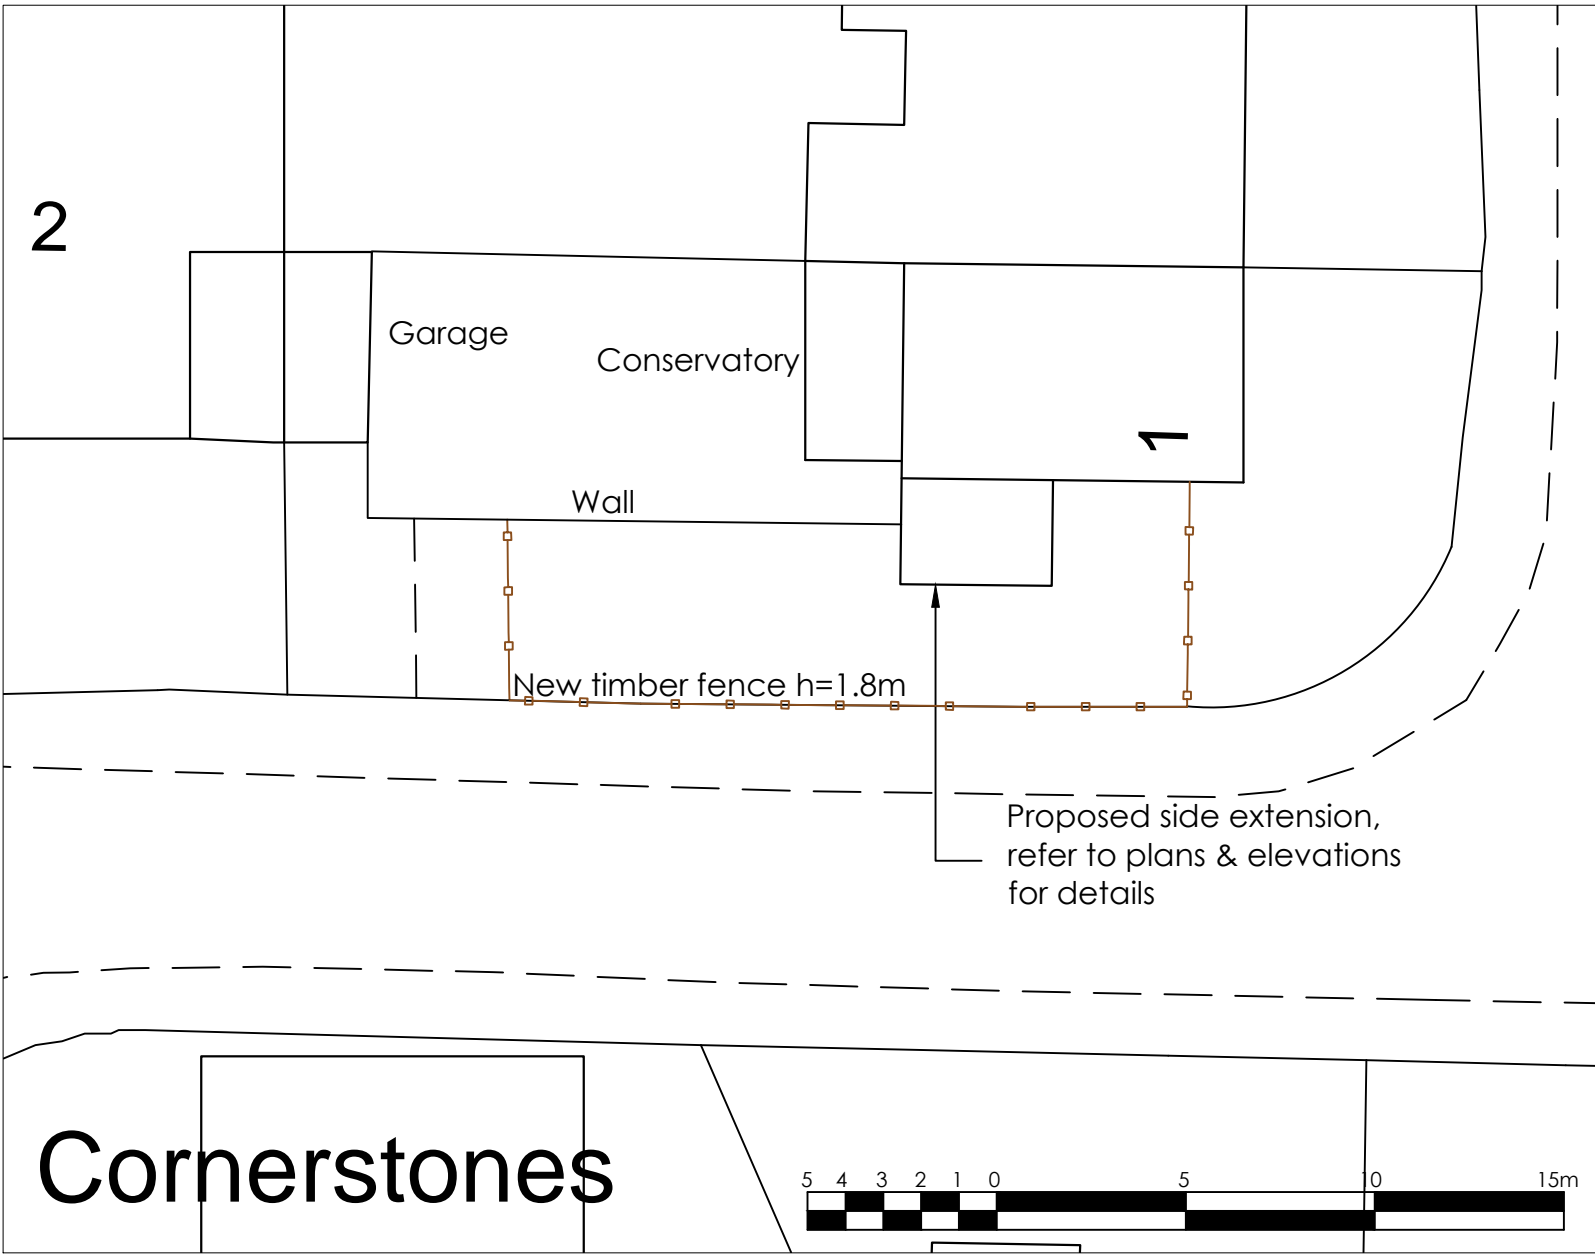 2
Garage
Conservatory
1
Wall
New timber fence h=1.8m
Proposed side extension,
refer to plans & elevations
for details
Cornerstones
5 4 3 2 1 0 5 10 15m